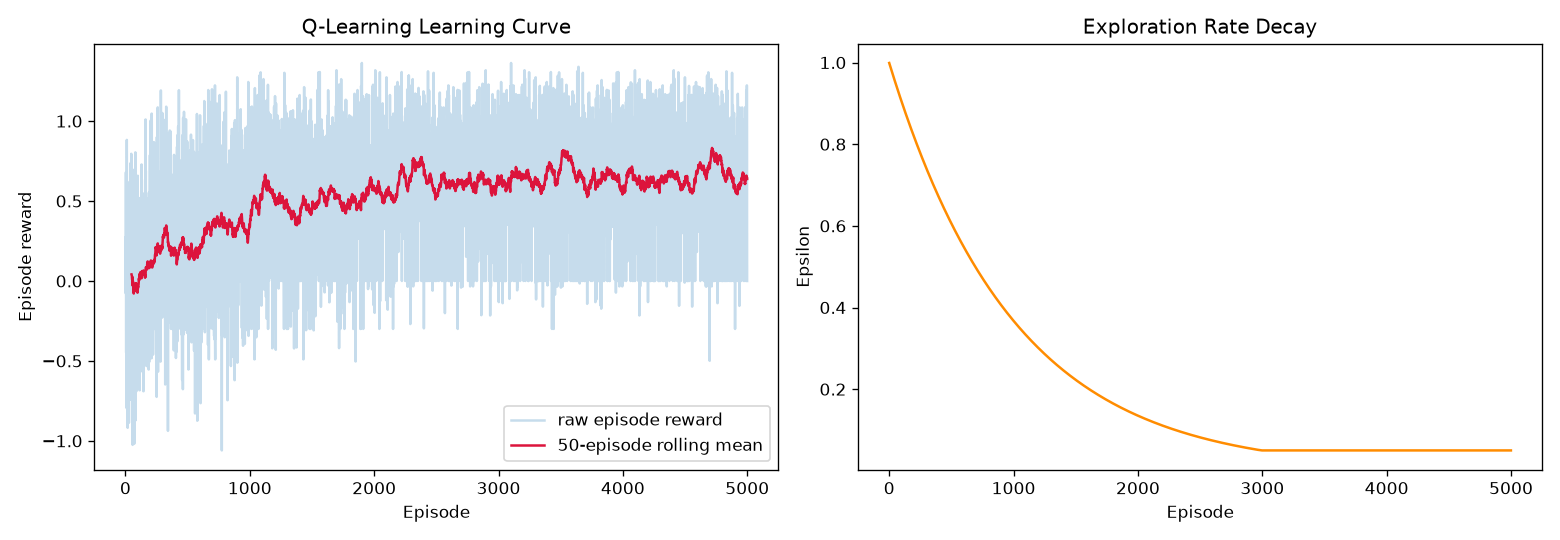 Q-Learning Learning Curve
Episode reward
1.0
0.5
0.0
−0.5
−1.0
raw episode reward
50-episode rolling mean
0 1000 2000 3000 4000 5000
Episode
Exploration Rate Decay
Epsilon
1.0
0.8
0.6
0.4
0.2
0 1000 2000 3000 4000 5000
Episode